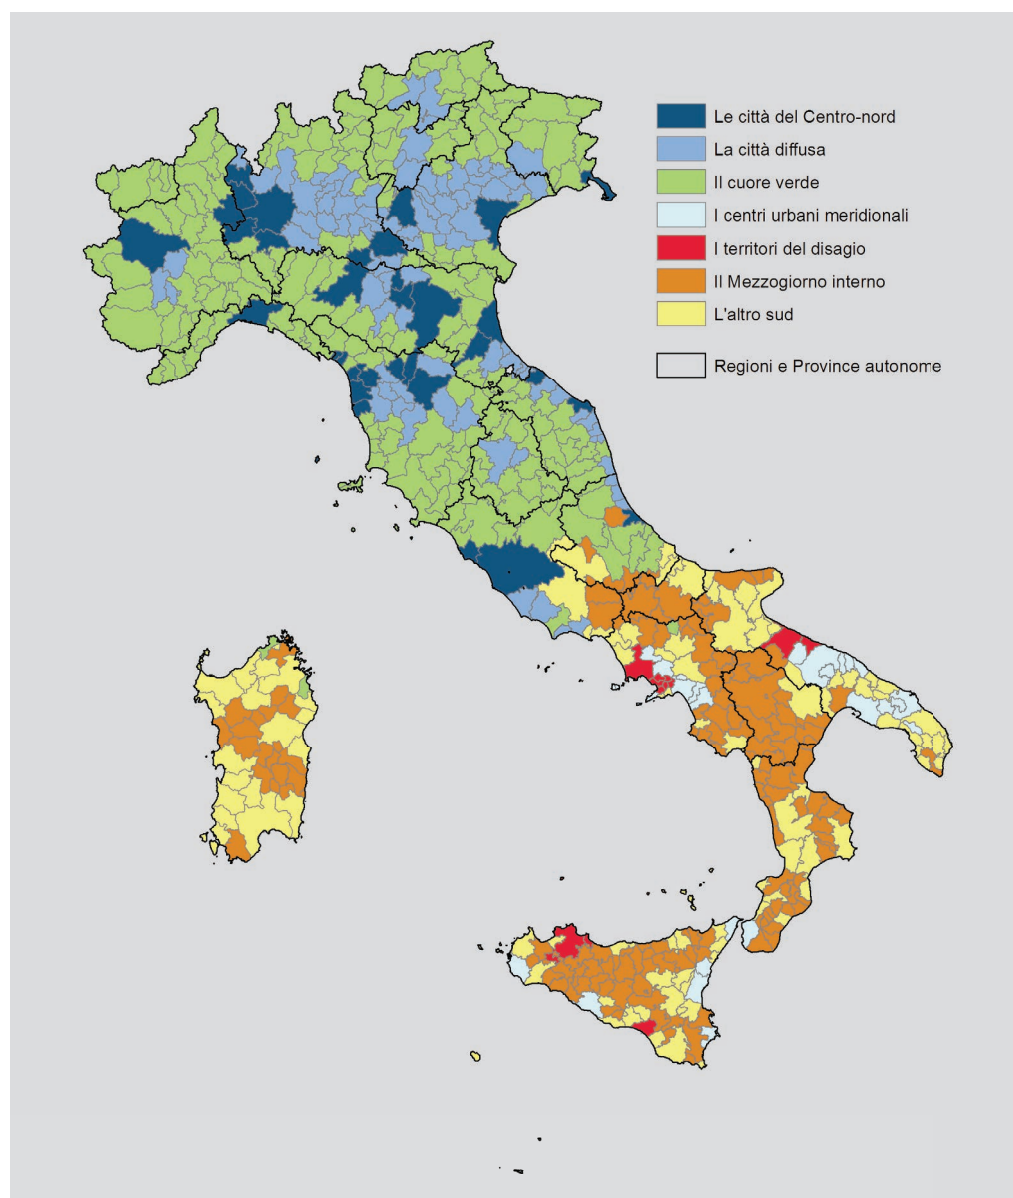 Le città del Centro-nord
La città diffusa
Il cuore verde
I centri urbani meridionali
I territori del disagio
Il Mezzogiorno interno
L'altro sud
Regioni e Province autonome